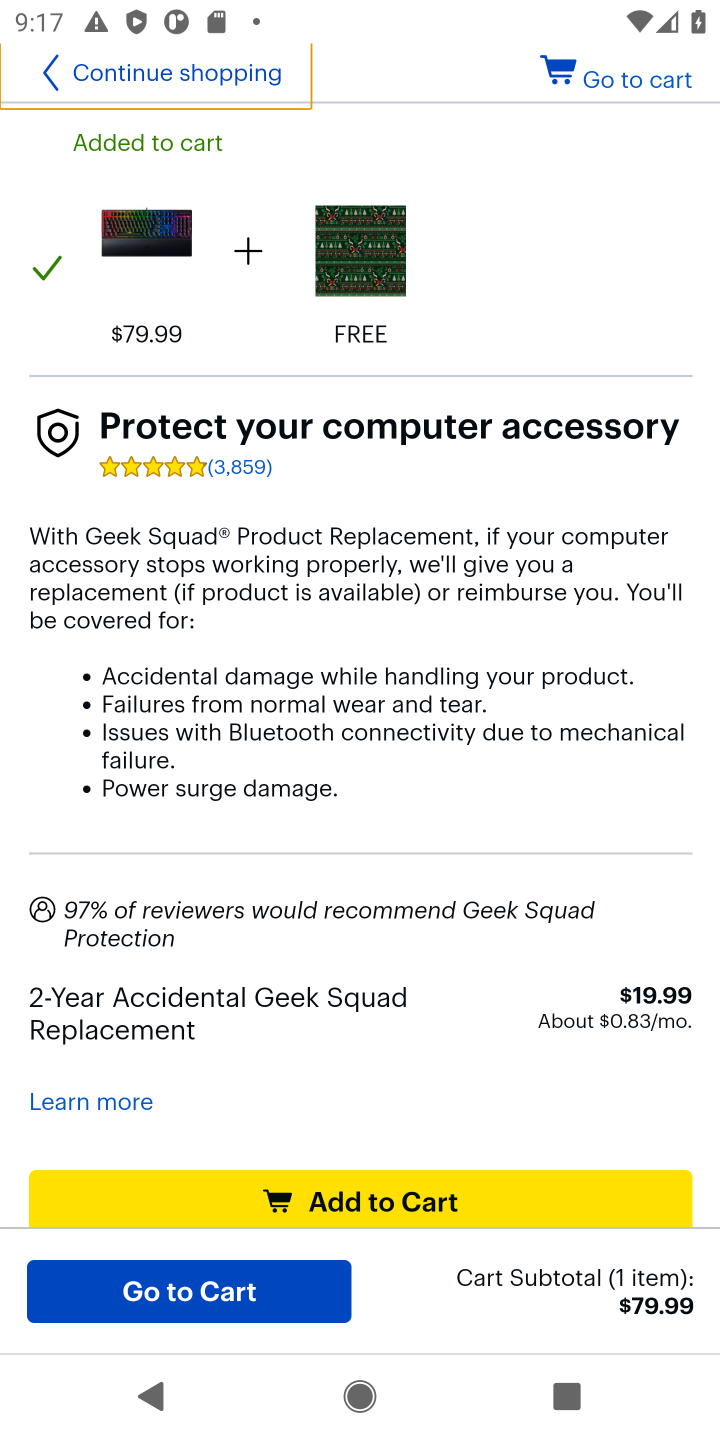 9:17
Continue shopping
Go to cart
Added to cart
$79.99
FREE
Protect your computer accessory
(3,859)
With Geek Squad® Product Replacement, if your computer
accessory stops working properly, we'll give you a
replacement (if product is available) or reimburse you. You'll
be covered for:
• Accidental damage while handling your product.
• Failures from normal wear and tear.
• Issues with Bluetooth connectivity due to mechanical
failure.
• Power surge damage.
97% of reviewers would recommend Geek Squad
Protection
2-Year Accidental Geek Squad
Replacement
$19.99
About $0.83/mo.
Learn more
Add to Cart
Go to Cart
Cart Subtotal (1 item):
$79.99